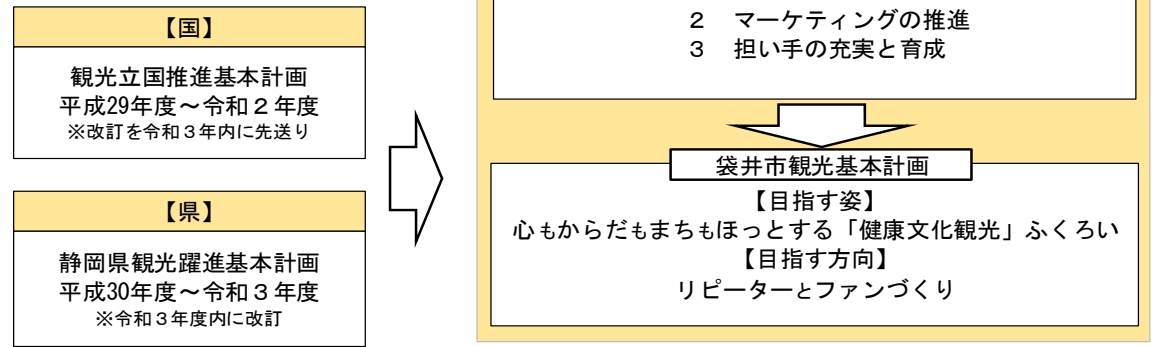 【国】
観光立国推進基本計画
平成29年度～令和２年度
※改訂を令和３年内に先送り
【県】
静岡県観光躍進基本計画
平成30年度～令和３年度
※令和３年度内に改訂
２　マーケティングの推進
３　担い手の充実と育成
袋井市観光基本計画
【目指す姿】
心もからだもまちもほっとする「健康文化観光」ふくろい
【目指す方向】
リピーターとファンづくり